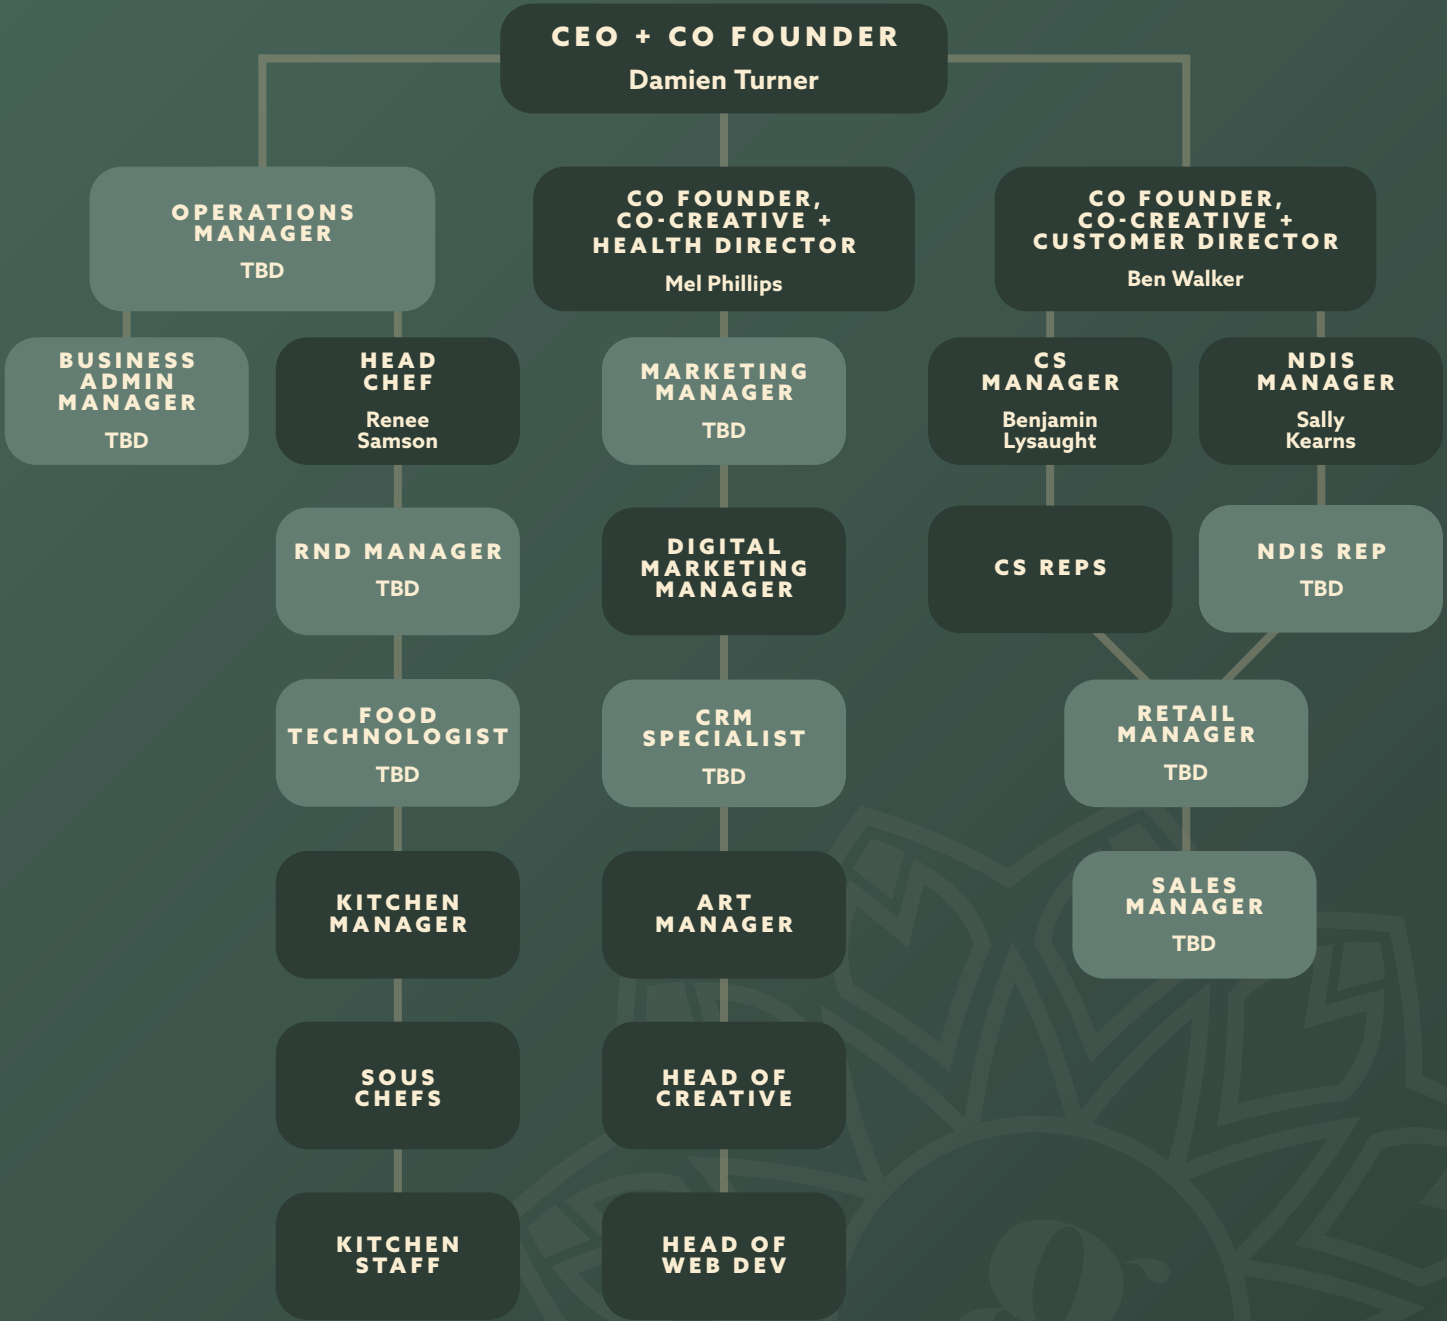 CEO + CO FOUNDER
Damien Turner
OPERATIONS
MANAGER
TBD
CO FOUNDER,
CO-CREATIVE +
HEALTH DIRECTOR
Mel Phillips
CO FOUNDER,
CO-CREATIVE +
CUSTOMER DIRECTOR
Ben Walker
BUSINESS
ADMIN
MANAGER
TBD
HEAD
CHEF
Renee
Samson
MARKETING
MANAGER
TBD
CS
MANAGER
Benjamin
Lysaught
NDIS
MANAGER
Sally
Kearns
RND MANAGER
TBD
DIGITAL
MARKETING
MANAGER
CS REPS
NDIS REP
TBD
FOOD
TECHNOLOGIST
TBD
CRM
SPECIALIST
TBD
RETAIL
MANAGER
TBD
KITCHEN
MANAGER
ART
MANAGER
SALES
MANAGER
TBD
SOUS
CHEFS
HEAD OF
CREATIVE
KITCHEN
STAFF
HEAD OF
WEB DEV